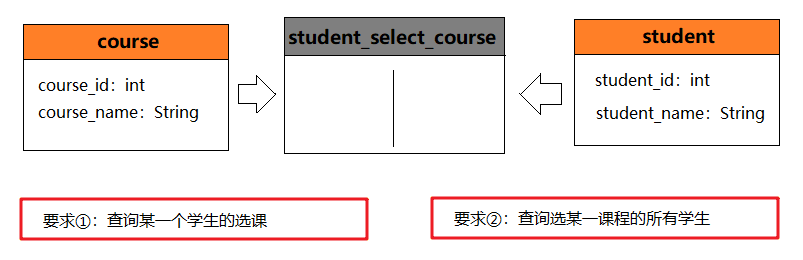 course
course_id：int
course_name：String
student_select_course
student
student_id：int
student_name：String
要求①：查询某一个学生的选课
要求②：查询选某一课程的所有学生